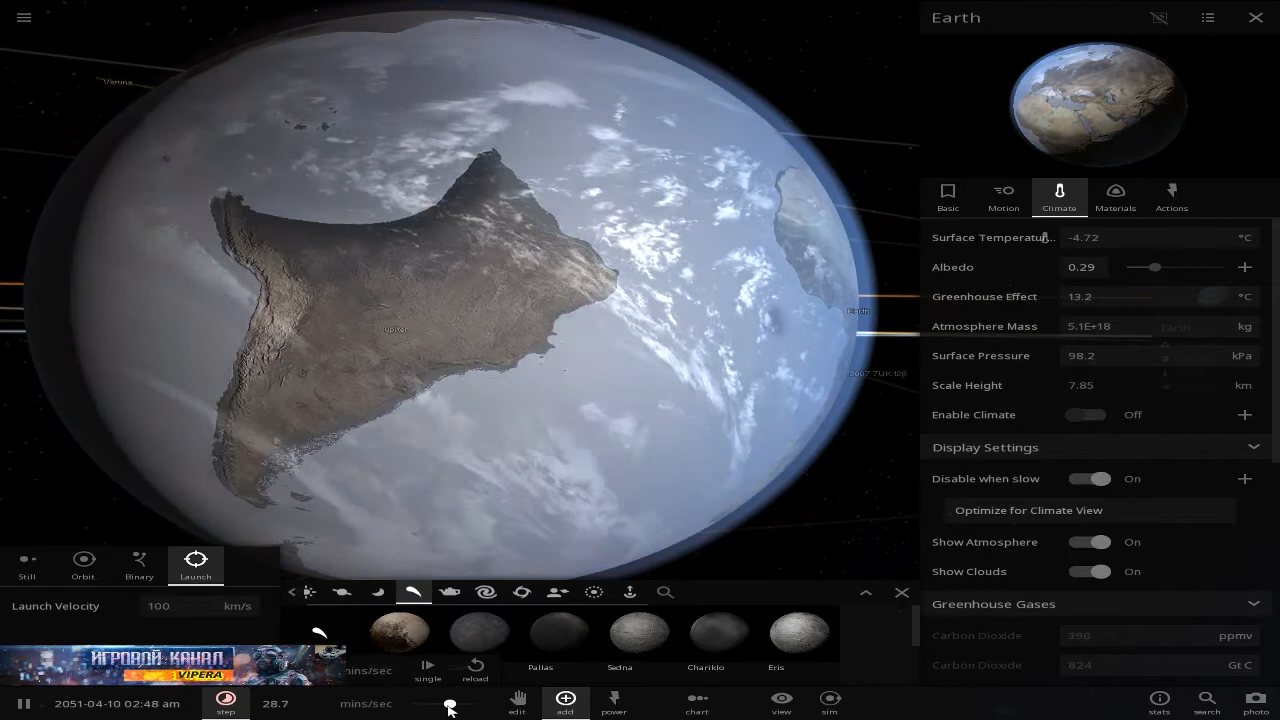 Earth
Varuna
Jupiter
Earth
Basic
Motion
Climate
Materials
Actions
Surface Temperatur... -4.72 °C
Albedo 0.29
Greenhouse Effect 13.2 °C
Atmosphere Mass 5.1E+18 kg
Surface Pressure 98.2 kPa
Scale Height 7.85 km
Enable Climate Off
Display Settings
Disable when slow On
Optimize for Climate View
Show Atmosphere On
Show Clouds On
Greenhouse Gases
Carbon Dioxide 390 ppmv
Carbon Dioxide 824 Gt C
Still
Orbit
Binary
Launch
Launch Velocity 100 km/s
Pallas
Sedna
Chariklo
Eris
ИГРОВОЙ КАНАЛ
VIPERA
mins/sec
single
reload
2051-04-10 02:48 am
step
28.7 mins/sec
edit
add
power
chart
view
sim
stats
search
photo